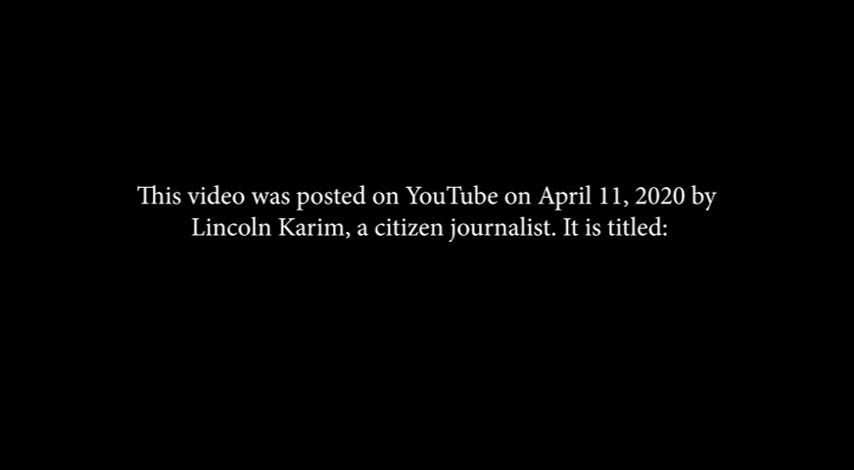 This video was posted on YouTube on April 11, 2020 by
Lincoln Karim, a citizen journalist. It is titled: